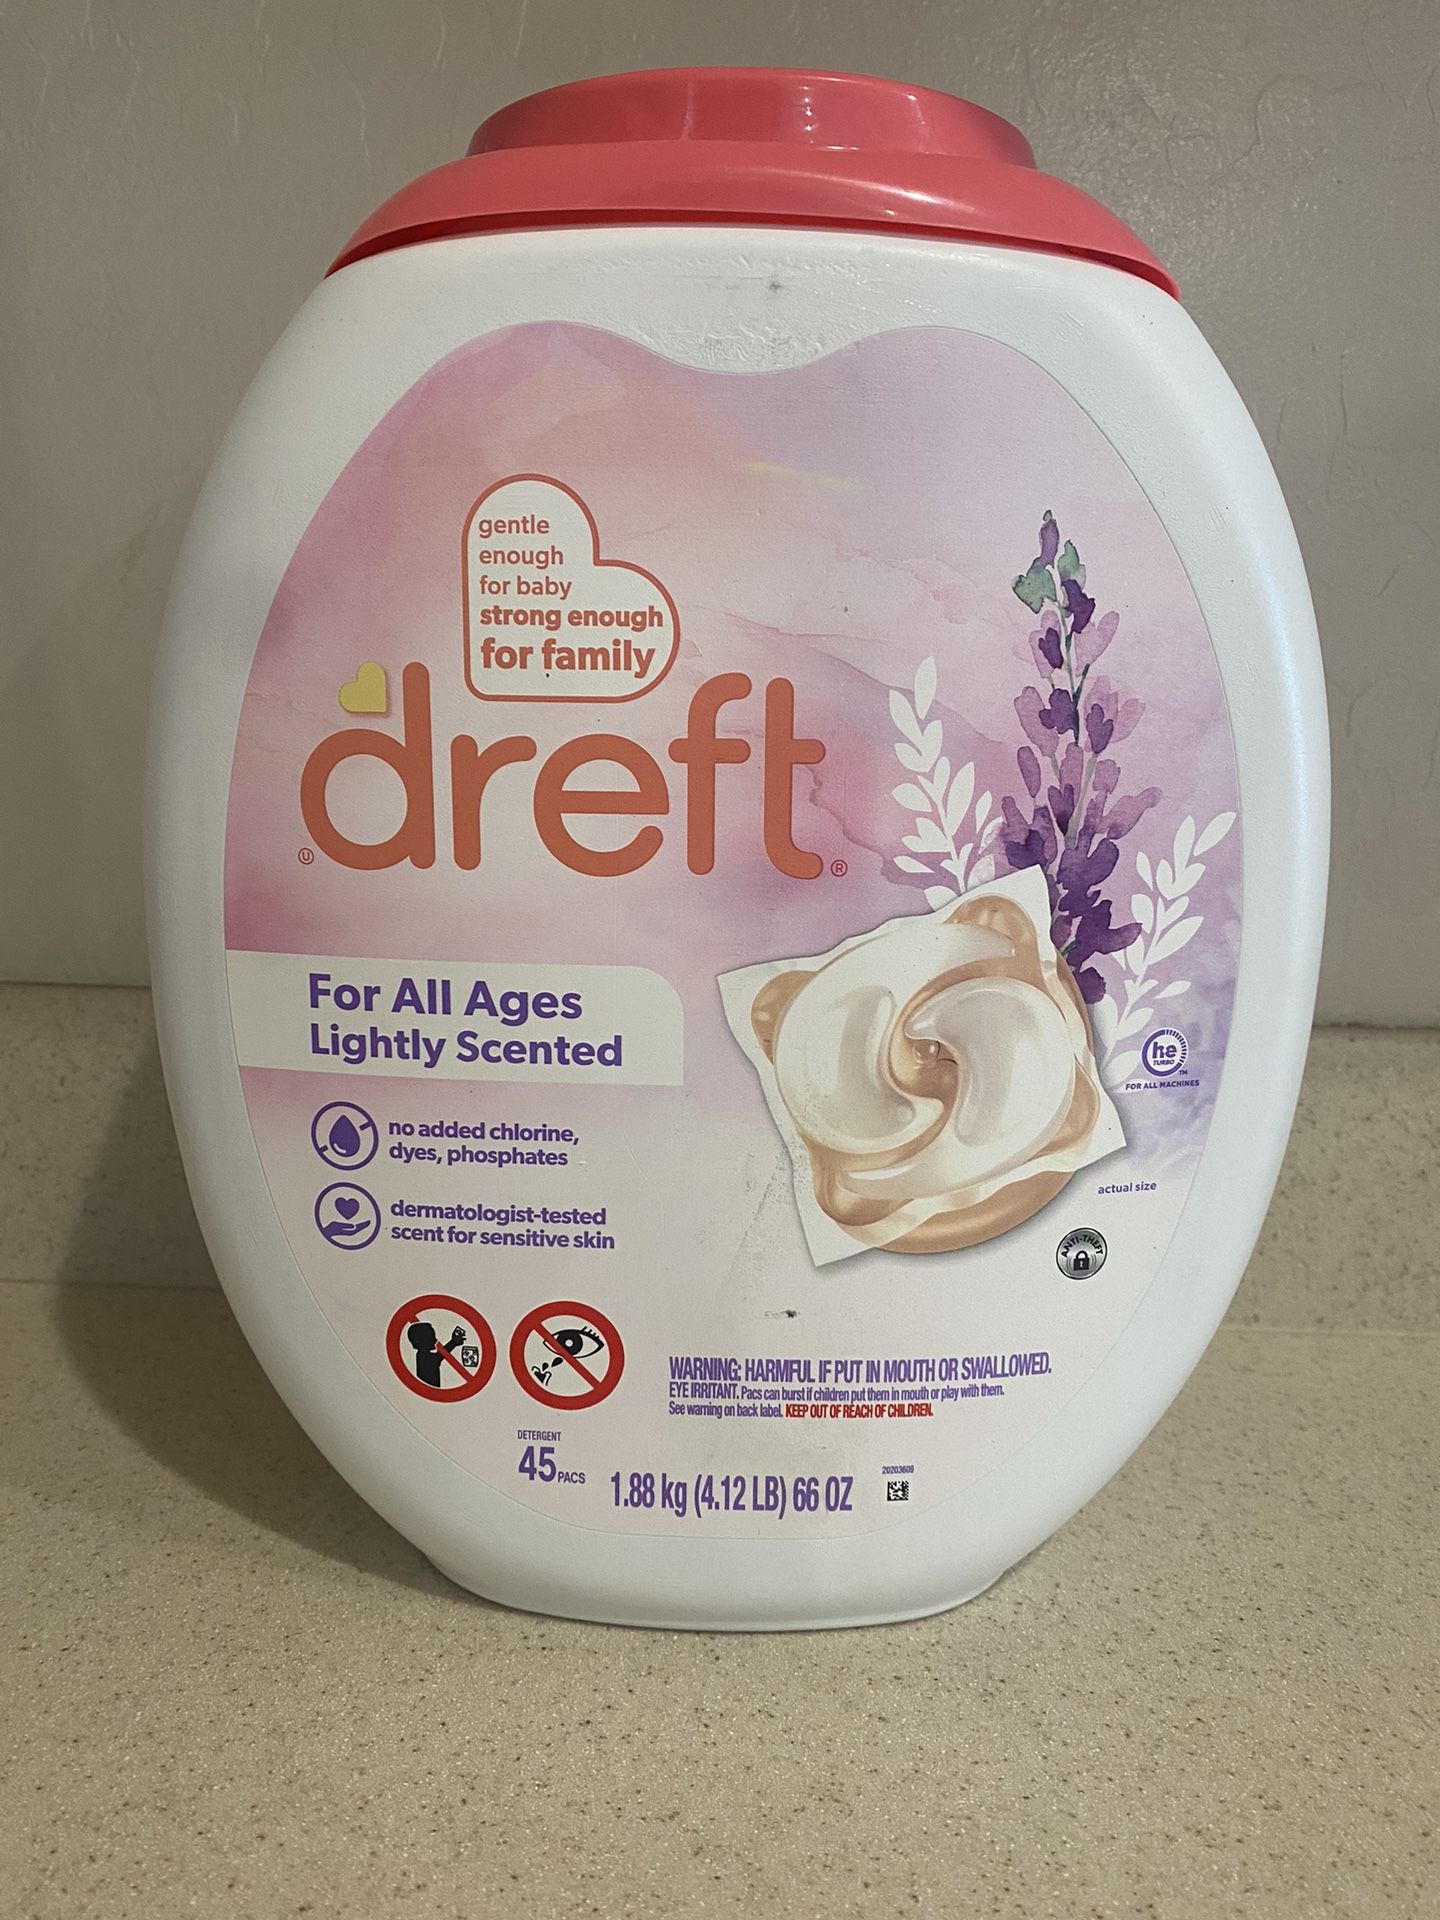 gentle
enough
for baby
strong enough
for family
dreft
U
®
For All Ages
Lightly Scented
no added chlorine,
dyes, phosphates
dermatologist-tested
scent for sensitive skin
he
TURBO
TM
FOR ALL MACHINES
actual size
ANTI-THEFT
WARNING: HARMFUL IF PUT IN MOUTH OR SWALLOWED.
EYE IRRITANT. Pacs can burst if children put them in mouth or play with them.
See warning on back label. KEEP OUT OF REACH OF CHILDREN.
DETERGENT
45 PACS
1.88 kg (4.12 LB) 66 OZ
20203609